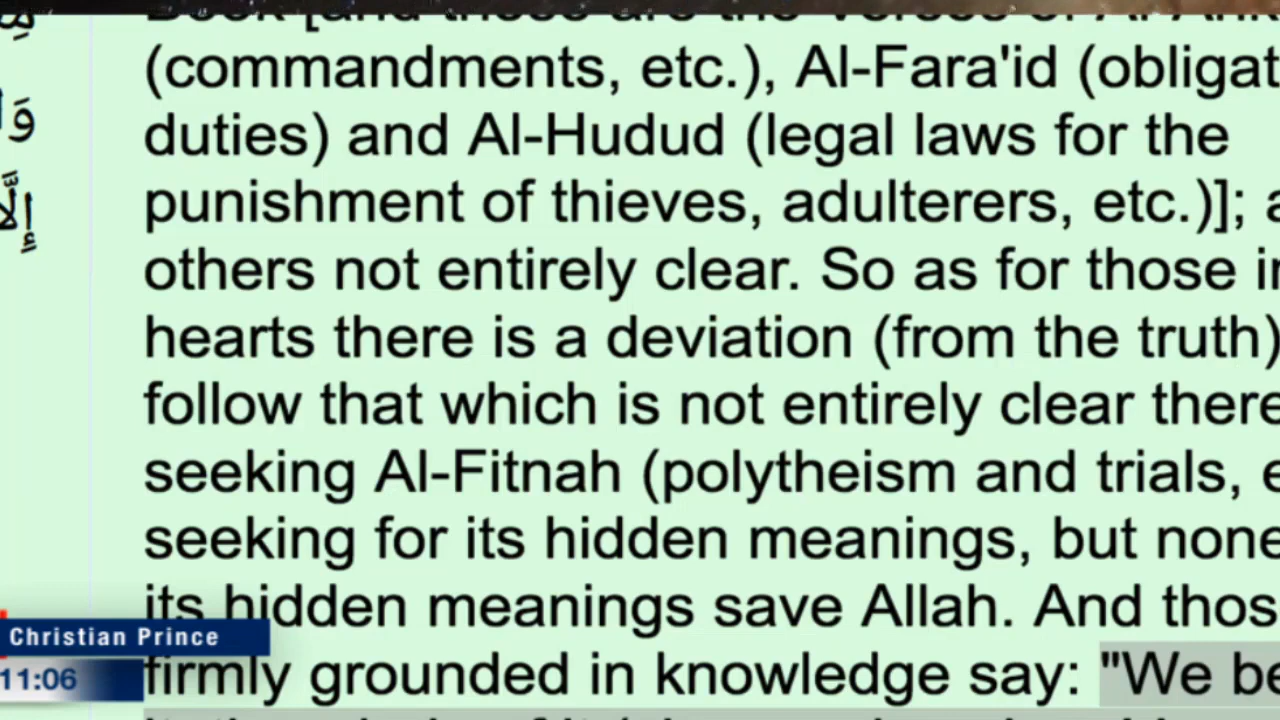 (commandments, etc.), Al-Fara'id (obligat
duties) and Al-Hudud (legal laws for the
punishment of thieves, adulterers, etc.)]; a
others not entirely clear. So as for those in
hearts there is a deviation (from the truth)
follow that which is not entirely clear there
seeking Al-Fitnah (polytheism and trials, e
seeking for its hidden meanings, but none
its hidden meanings save Allah. And thos
firmly grounded in knowledge say: "We be
Christian Prince
11:06